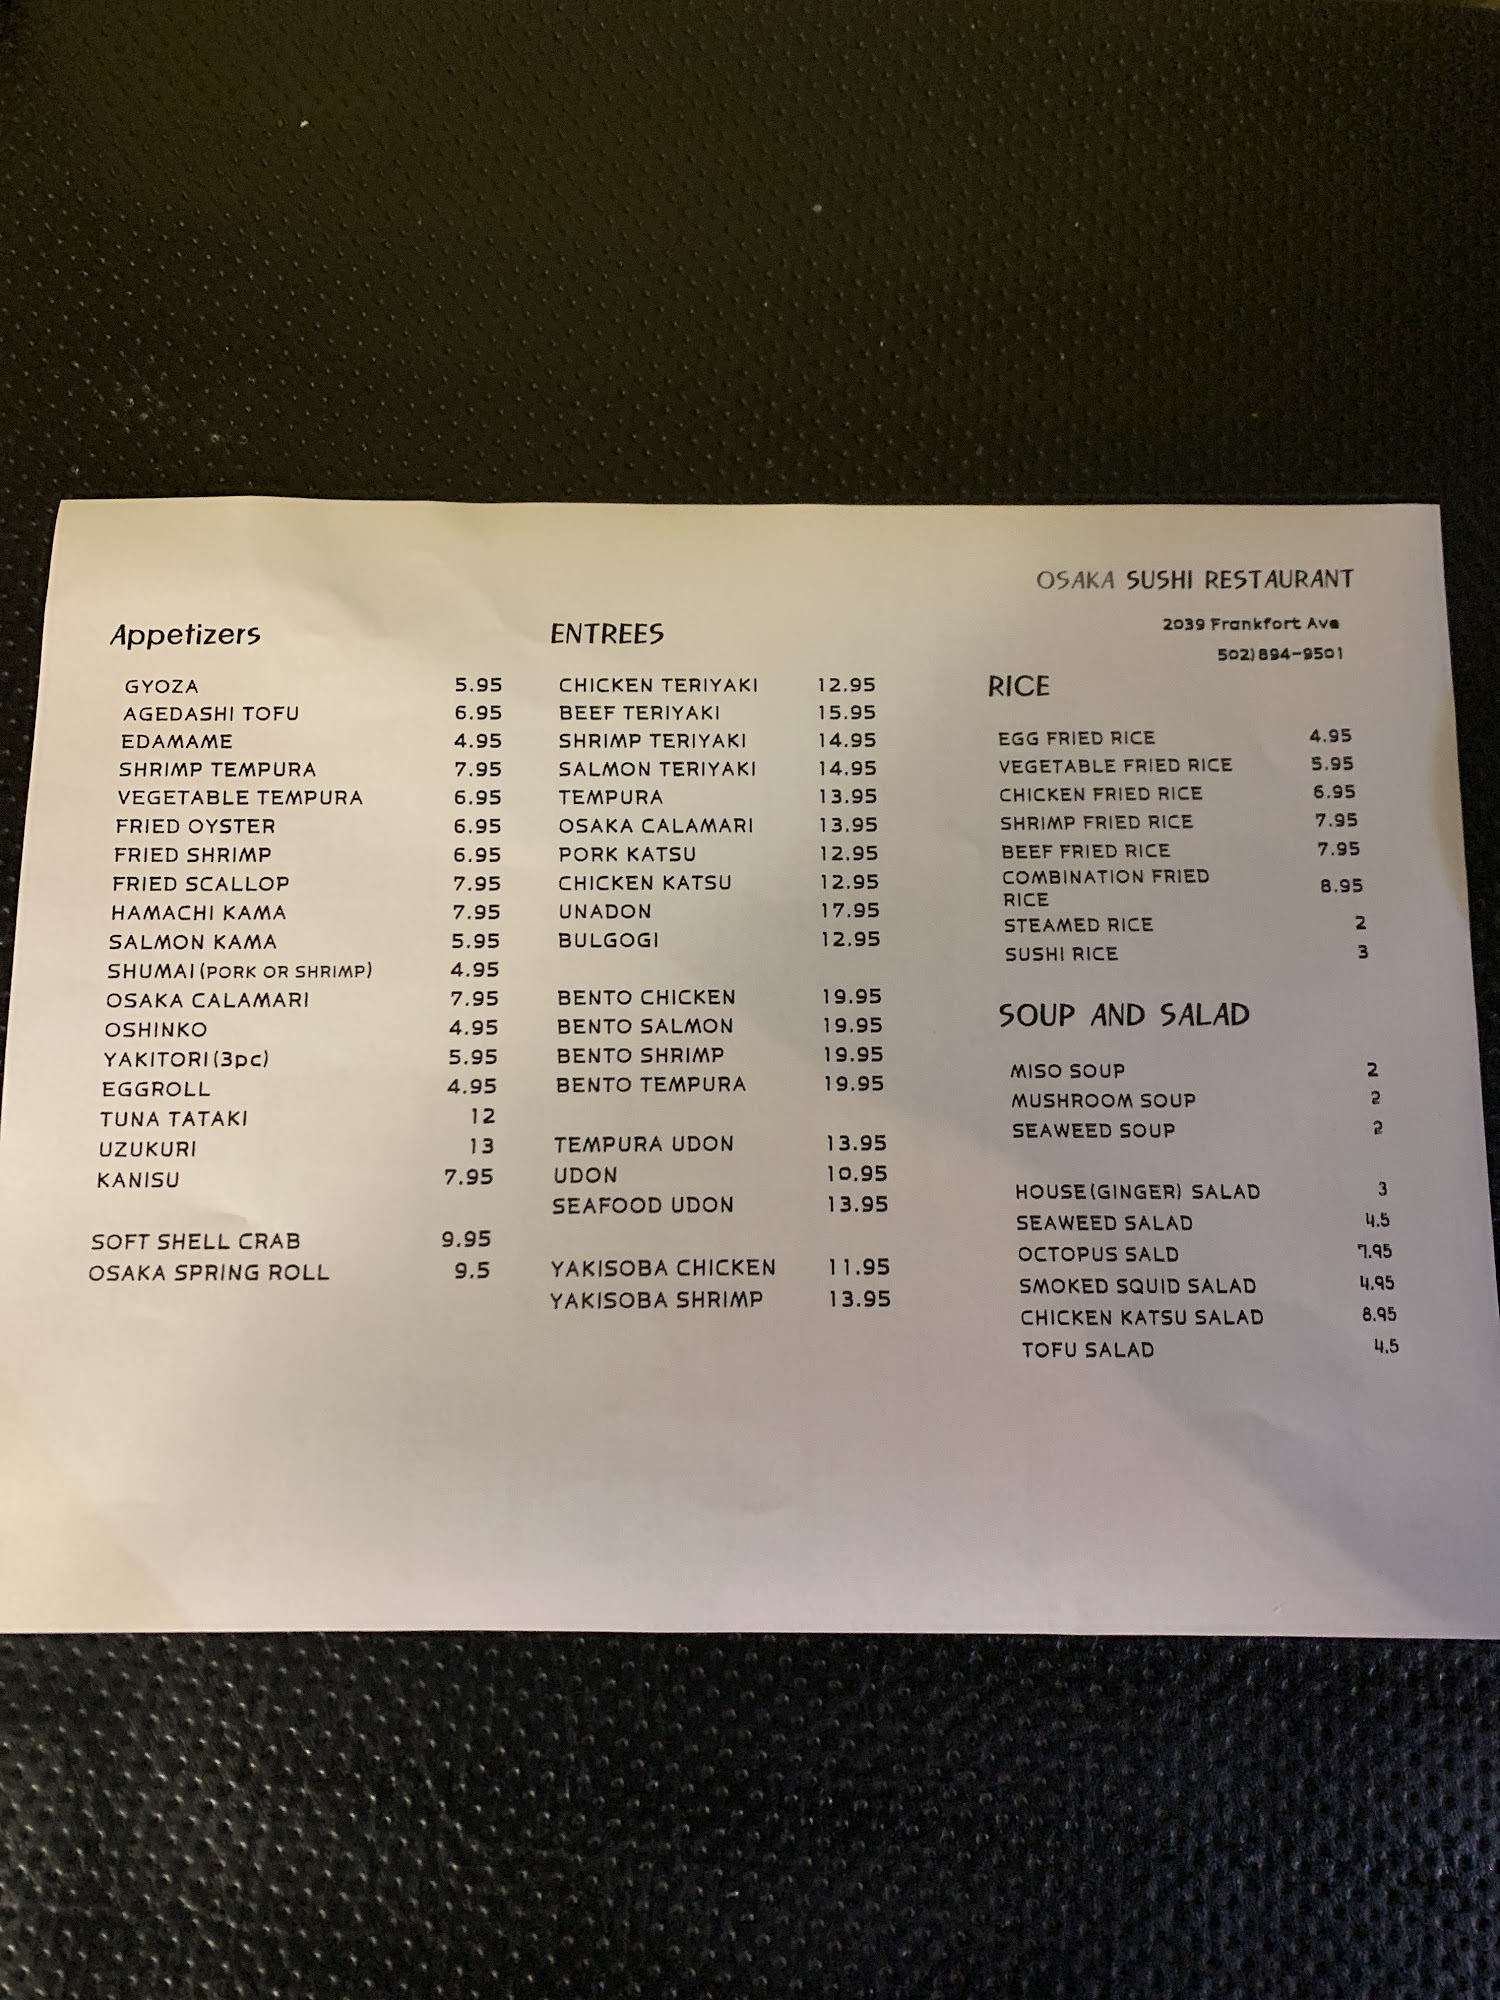 OSAKA SUSHI RESTAURANT
2039 Frankfort Ave
502)894-9501
Appetizers
GYOZA 5.95
AGEDASHI TOFU 6.95
EDAMAME 4.95
SHRIMP TEMPURA 7.95
VEGETABLE TEMPURA 6.95
FRIED OYSTER 6.95
FRIED SHRIMP 6.95
FRIED SCALLOP 7.95
HAMACHI KAMA 7.95
SALMON KAMA 5.95
SHUMAI(PORK OR SHRIMP) 4.95
OSAKA CALAMARI 7.95
OSHINKO 4.95
YAKITORI(3pc) 5.95
EGGROLL 4.95
TUNA TATAKI 12
UZUKURI 13
KANISU 7.95
SOFT SHELL CRAB 9.95
OSAKA SPRING ROLL 9.5
ENTREES
CHICKEN TERIYAKI 12.95
BEEF TERIYAKI 15.95
SHRIMP TERIYAKI 14.95
SALMON TERIYAKI 14.95
TEMPURA 13.95
OSAKA CALAMARI 13.95
PORK KATSU 12.95
CHICKEN KATSU 12.95
UNADON 17.95
BULGOGI 12.95
BENTO CHICKEN 19.95
BENTO SALMON 19.95
BENTO SHRIMP 19.95
BENTO TEMPURA 19.95
TEMPURA UDON 13.95
UDON 10.95
SEAFOOD UDON 13.95
YAKISOBA CHICKEN 11.95
YAKISOBA SHRIMP 13.95
RICE
EGG FRIED RICE 4.95
VEGETABLE FRIED RICE 5.95
CHICKEN FRIED RICE 6.95
SHRIMP FRIED RICE 7.95
BEEF FRIED RICE 7.95
COMBINATION FRIED
RICE 8.95
STEAMED RICE 2
SUSHI RICE 3
SOUP AND SALAD
MISO SOUP 2
MUSHROOM SOUP 2
SEAWEED SOUP 2
HOUSE(GINGER) SALAD 3
SEAWEED SALAD 4.5
OCTOPUS SALD 7.95
SMOKED SQUID SALAD 4.95
CHICKEN KATSU SALAD 8.95
TOFU SALAD 4.5